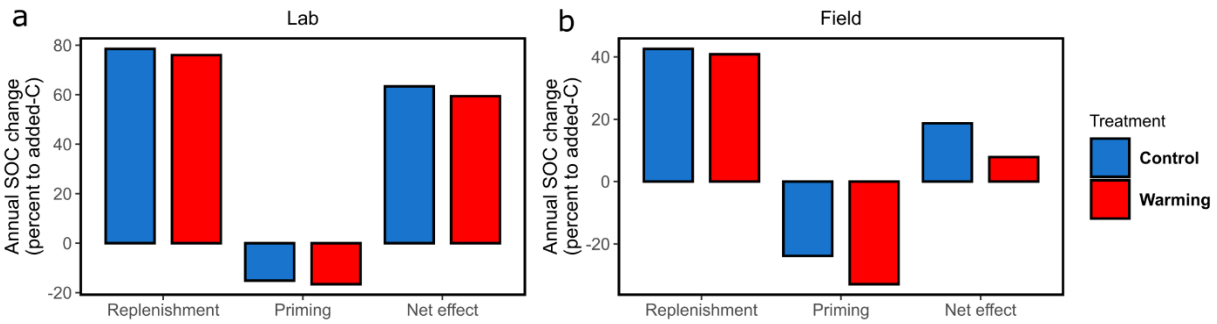 a
Lab
Annual SOC change
(percent to added-C)
80
60
40
20
0
-20
Replenishment
Priming
Net effect
b
Field
Annual SOC change
(percent to added-C)
40
20
0
-20
Replenishment
Priming
Net effect
Treatment
Control
Warming